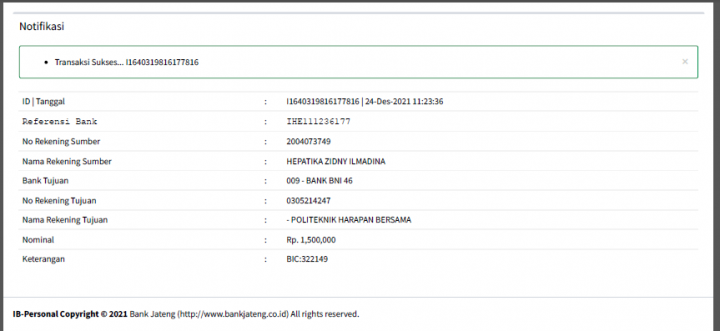 Notifikasi
Transaksi Sukses... I1640319816177816 ×
ID | Tanggal : I1640319816177816 | 24-Des-2021 11:23:36
Referensi Bank : IHE111236177
No Rekening Sumber : 2004073749
Nama Rekening Sumber : HEPATIKA ZIDNY ILMADINA
Bank Tujuan : 009 - BANK BNI 46
No Rekening Tujuan : 0305214247
Nama Rekening Tujuan : - POLITEKNIK HARAPAN BERSAMA
Nominal : Rp. 1,500,000
Keterangan : BIC:322149
IB-Personal Copyright © 2021 Bank Jateng (http://www.bankjateng.co.id) All rights reserved.